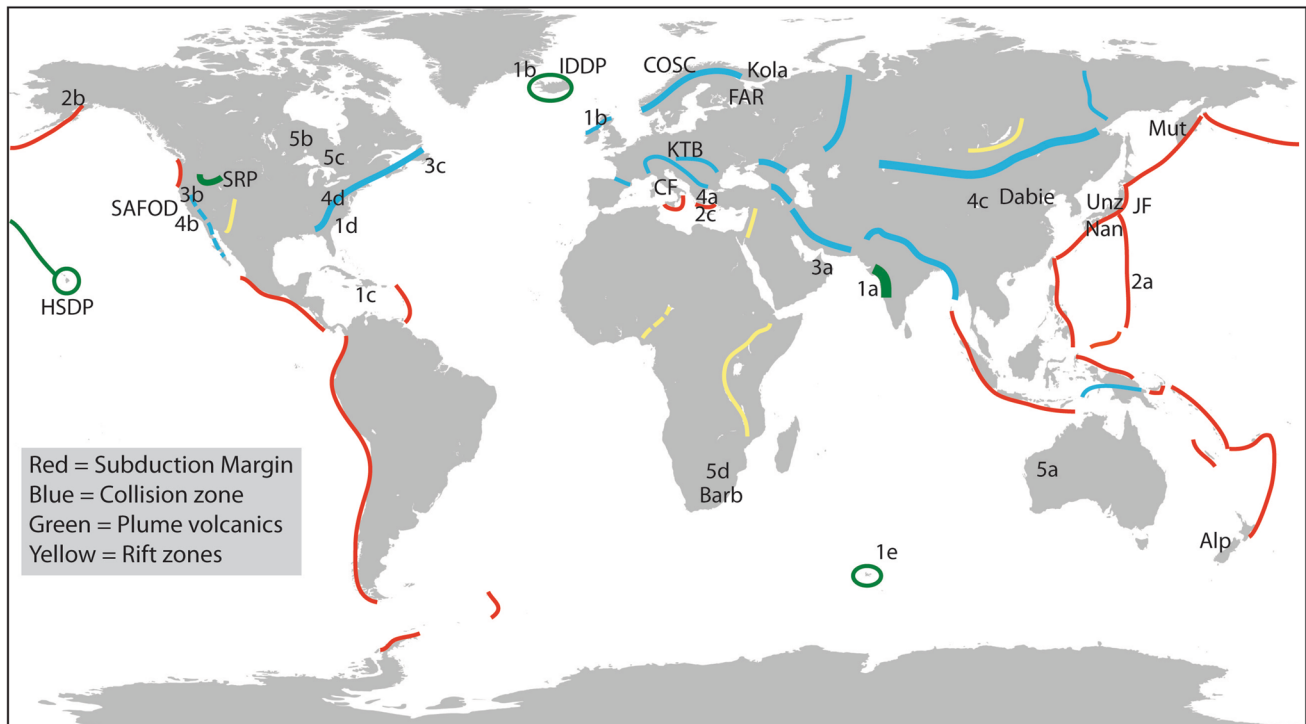 1b IDDP
COSC
Kola
FAR
2b
1b
Mut
5b
5c
KTB
3c
SRP
3b
CF
4a
4d
Dabie
SAFOD
4c
Unz
JF
2c
4b
1d
Nan
3a
2a
1a
1c
HSDP
Red = Subduction Margin
Blue = Collision zone
Green = Plume volcanics
Yellow = Rift zones
5d
Barb
5a
Alp
1e